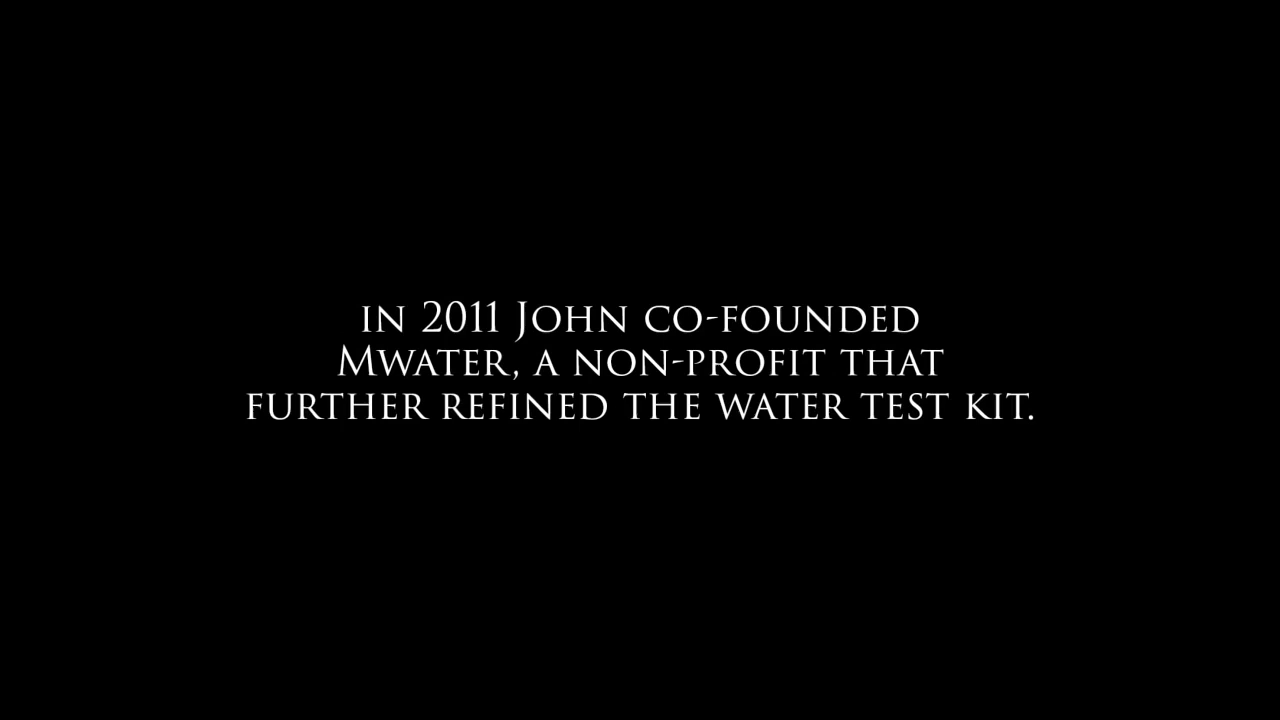 in 2011 John co-founded
Mwater, a non-profit that
further refined the water test kit.